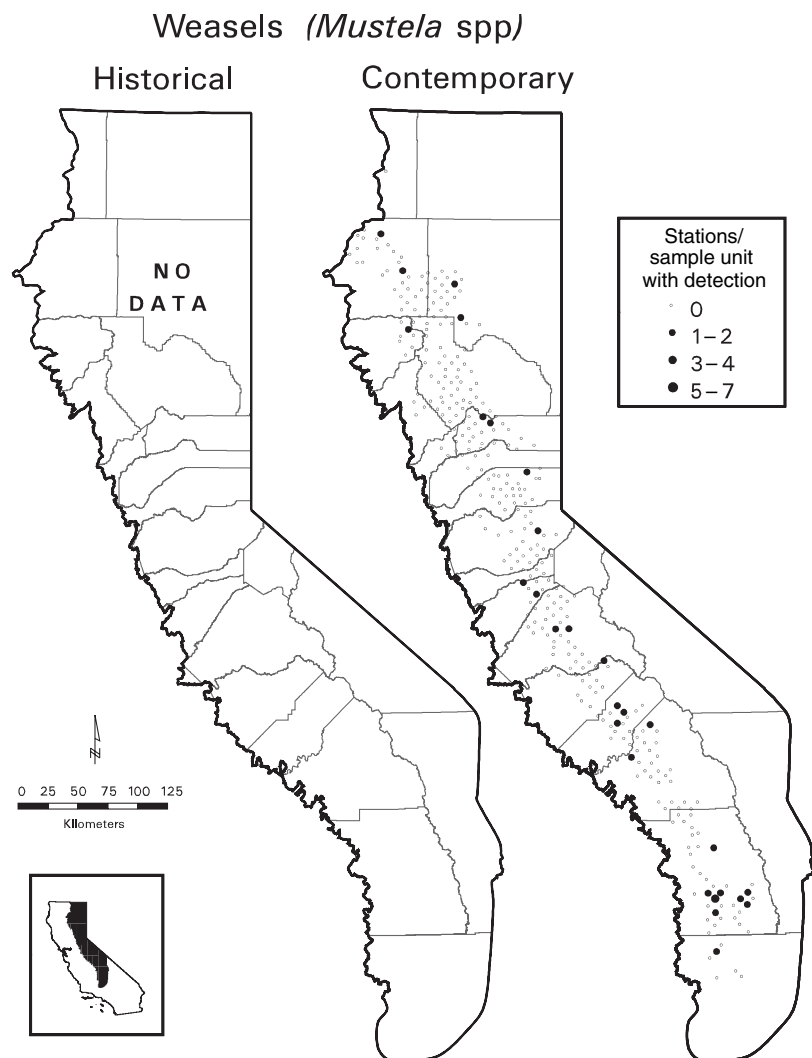 Weasels (Mustela spp)
Historical
Contemporary
NO
DATA
Stations/
sample unit
with detection
0
1–2
3–4
5–7
N
0 25 50 75 100 125
Kilometers